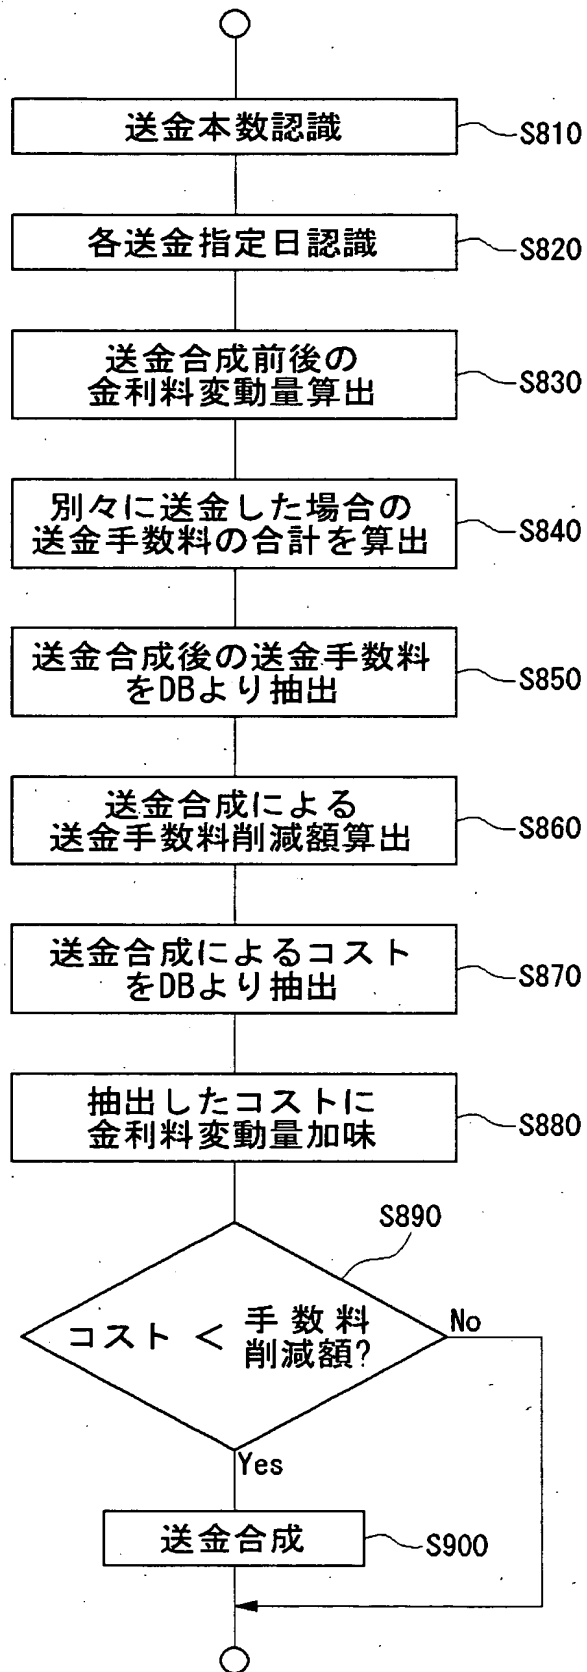 送金本数認識
S810
各送金指定日認識
S820
送金合成前後の
金利料変動量算出
S830
別々に送金した場合の
送金手数料の合計を算出
S840
送金合成後の送金手数料
をDBより抽出
S850
送金合成による
送金手数料削減額算出
S860
送金合成によるコスト
をDBより抽出
S870
抽出したコストに
金利料変動量加味
S880
S890
コスト < 手数料
削減額?
No
Yes
送金合成
S900